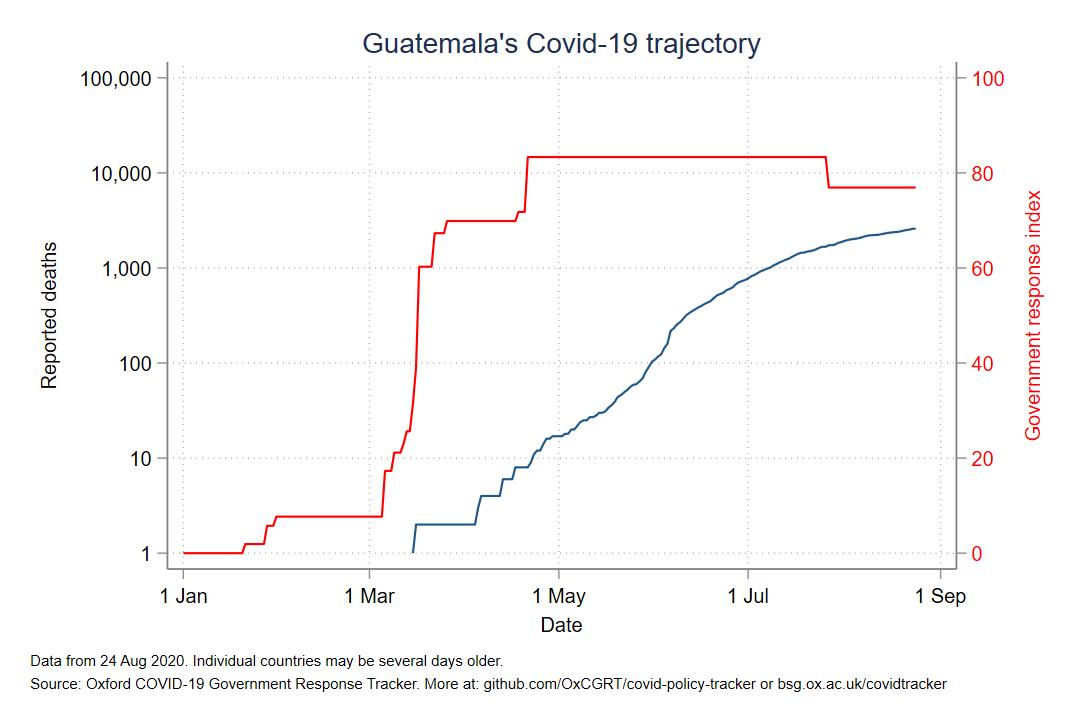 Guatemala's Covid-19 trajectory
100,000
10,000
1,000
100
10
1
Reported deaths
100
80
60
40
20
0
Government response index
1 Jan 1 Mar 1 May 1 Jul 1 Sep
Date
Data from 24 Aug 2020. Individual countries may be several days older.
Source: Oxford COVID-19 Government Response Tracker. More at: github.com/OxCGRT/covid-policy-tracker or bsg.ox.ac.uk/covidtracker